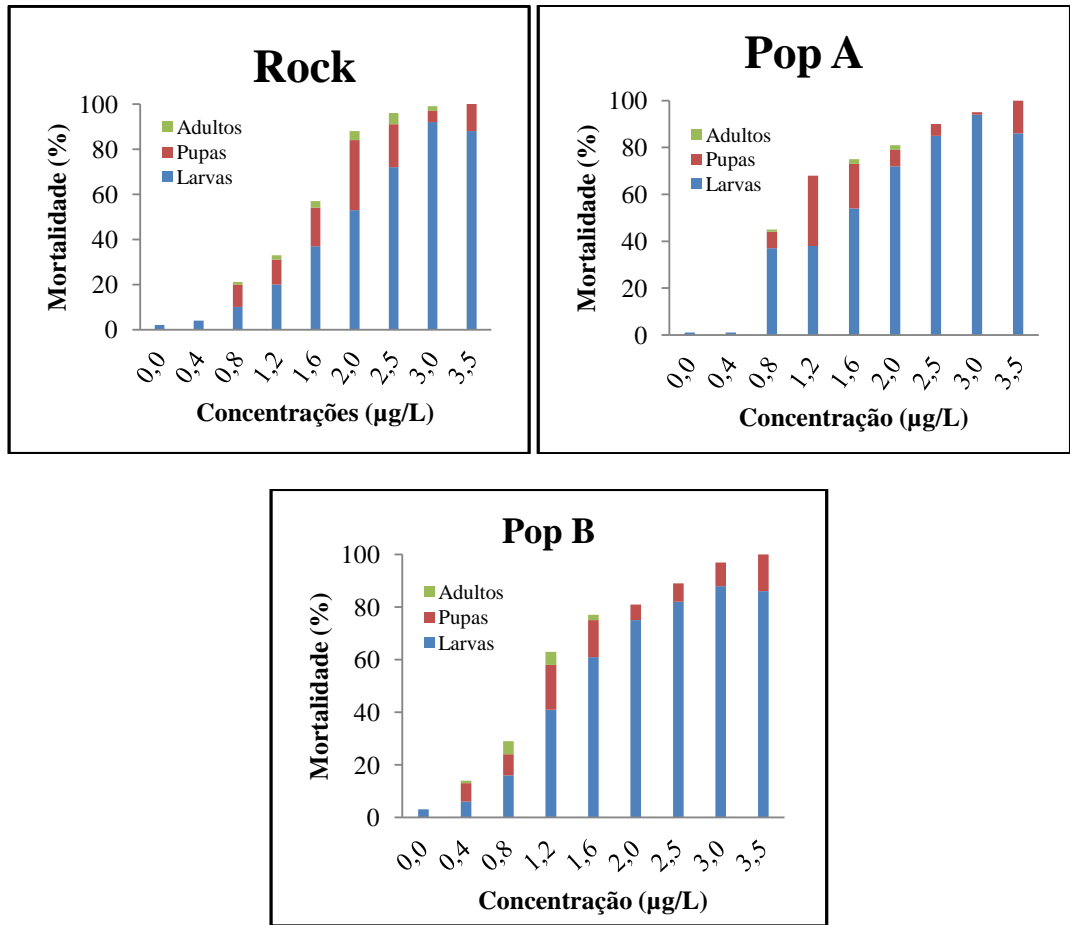 Rock
100
80
60
40
20
0
Mortalidade (%)
Adultos
Pupas
Larvas
0,0 0,4 0,8 1,2 1,6 2,0 2,5 3,0 3,5
Concentrações (µg/L)
Pop A
100
80
60
40
20
0
Mortalidade (%)
Adultos
Pupas
Larvas
0,0 0,4 0,8 1,2 1,6 2,0 2,5 3,0 3,5
Concentração (µg/L)
Pop B
100
80
60
40
20
0
Mortalidade (%)
Adultos
Pupas
Larvas
0,0 0,4 0,8 1,2 1,6 2,0 2,5 3,0 3,5
Concentração (µg/L)